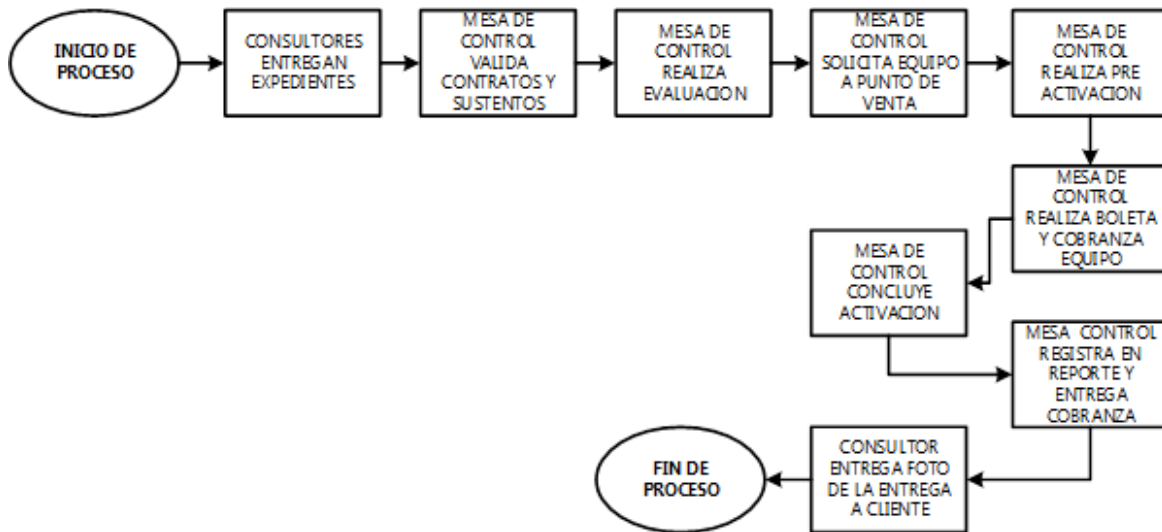 INICIO DE
PROCESO
CONSULTORES
ENTREGAN
EXPEDIENTES
MESA DE
CONTROL
VALIDA
CONTRATOS Y
SUSTENTOS
MESA DE
CONTROL
REALIZA
EVALUACION
MESA DE
CONTROL
SOLICITA EQUIPO
A PUNTO DE
VENTA
MESA DE
CONTROL
REALIZA PRE
ACTIVACION
MESA DE
CONTROL
REALIZA BOLETA
Y COBRANZA
EQUIPO
MESA DE
CONTROL
CONCLUYE
ACTIVACION
MESA CONTROL
REGISTRA EN
REPORTE Y
ENTREGA
COBRANZA
CONSULTOR
ENTREGA FOTO
DE LA ENTREGA
A CLIENTE
FIN DE
PROCESO